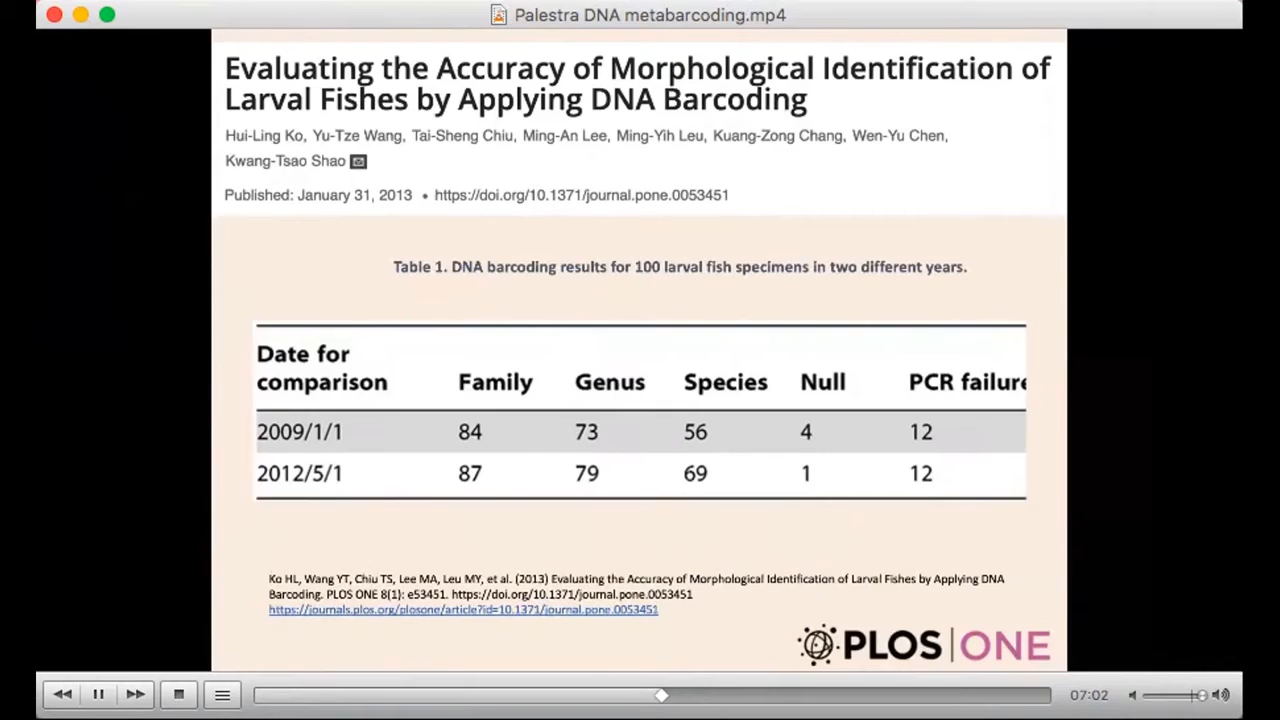 Palestra DNA metabarcoding.mp4
Evaluating the Accuracy of Morphological Identification of
Larval Fishes by Applying DNA Barcoding
Hui-Ling Ko, Yu-Tze Wang, Tai-Sheng Chiu, Ming-An Lee, Ming-Yih Leu, Kuang-Zong Chang, Wen-Yu Chen,
Kwang-Tsao Shao
Published: January 31, 2013 • https://doi.org/10.1371/journal.pone.0053451
Table 1. DNA barcoding results for 100 larval fish specimens in two different years.
Date for
comparison Family Genus Species Null PCR failure
2009/1/1 84 73 56 4 12
2012/5/1 87 79 69 1 12
Ko HL, Wang YT, Chiu TS, Lee MA, Leu MY, et al. (2013) Evaluating the Accuracy of Morphological Identification of Larval Fishes by Applying DNA
Barcoding. PLOS ONE 8(1): e53451. https://doi.org/10.1371/journal.pone.0053451
https://journals.plos.org/plosone/article?id=10.1371/journal.pone.0053451
PLOS | ONE
07:02